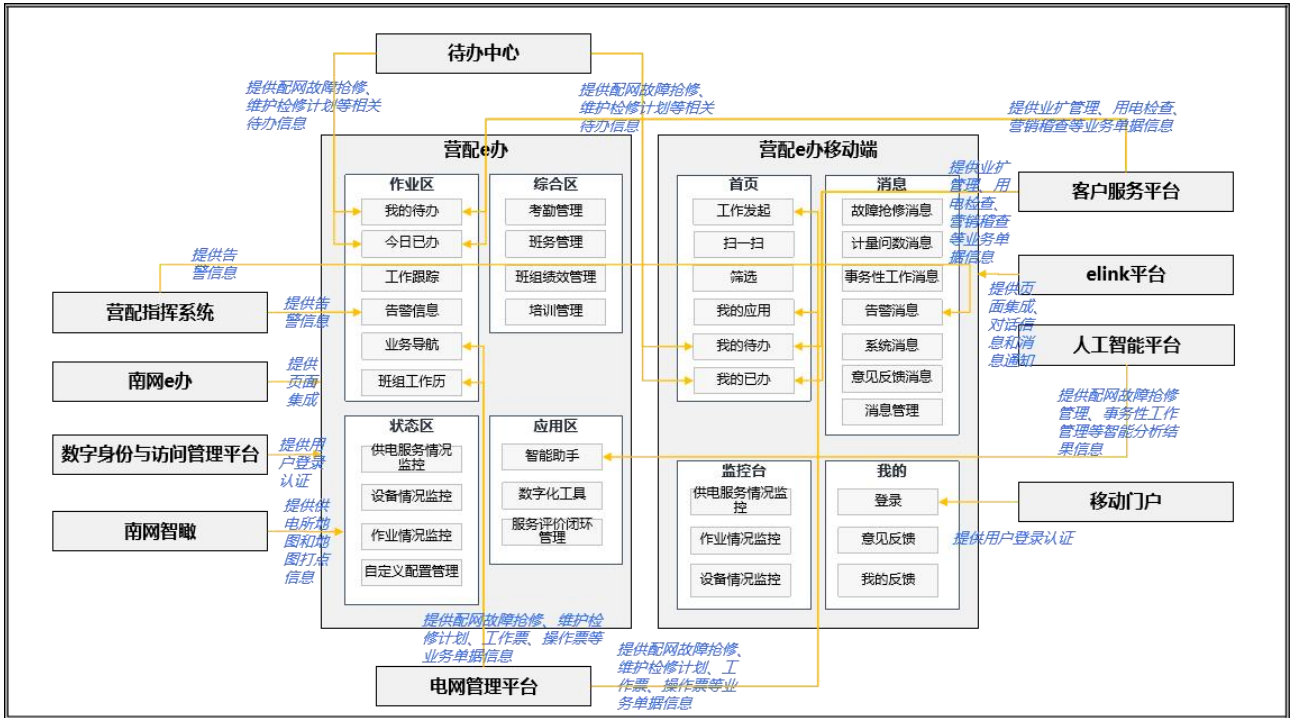 待办中心
提供配网故障抢修、
维护检修计划等相关
待办信息
提供配网故障抢修、
维护检修计划等相关
待办信息
提供业扩管理、用电检查、
营销稽查等业务单据信息
营配e办
作业区
我的待办
今日已办
工作跟踪
告警信息
业务导航
班组工作历
综合区
考勤管理
班务管理
班组绩效管理
培训管理
状态区
供电服务情况
监控
设备情况监控
作业情况监控
自定义配置管理
应用区
智能助手
数字化工具
服务评价闭环
管理
营配e办移动端
首页
工作发起
扫一扫
筛选
我的应用
我的待办
我的已办
消息
故障抢修消息
计量问数消息
事务性工作消息
告警消息
系统消息
意见反馈消息
消息管理
监控台
供电服务情况监
控
作业情况监控
设备情况监控
我的
登录
意见反馈
我的反馈
提供告
警信息
营配指挥系统
提供告
警信息
南网e办
提供
页面
集成
数字身份与访问管理平台
提供用
户登录
认证
南网智瞰
提供供
电所地
图和地
图打点
信息
客户服务平台
提供业扩
管理、用
电检查、
营销稽查
等业务单
据信息
elink平台
提供页
面集成、
对话信
息和消
息通知
人工智能平台
提供配网故障抢修
管理、事务性工作
管理等智能分析结
果信息
移动门户
提供用户登录认证
提供配网故障抢修、维护检
修计划、工作票、操作票等
业务单据信息
电网管理平台
提供配网故障抢修、
维护检修计划、工
作票、操作票等业
务单据信息